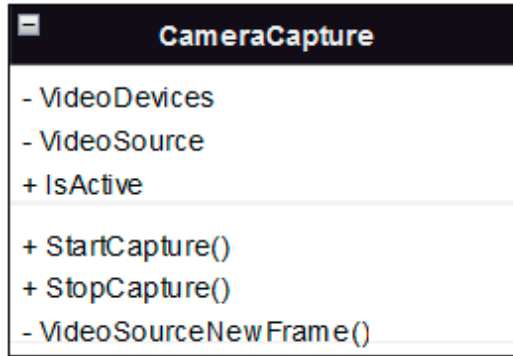 CameraCapture
- VideoDevices
- VideoSource
+ IsActive
+ StartCapture()
+ StopCapture()
- VideoSourceNewFrame()